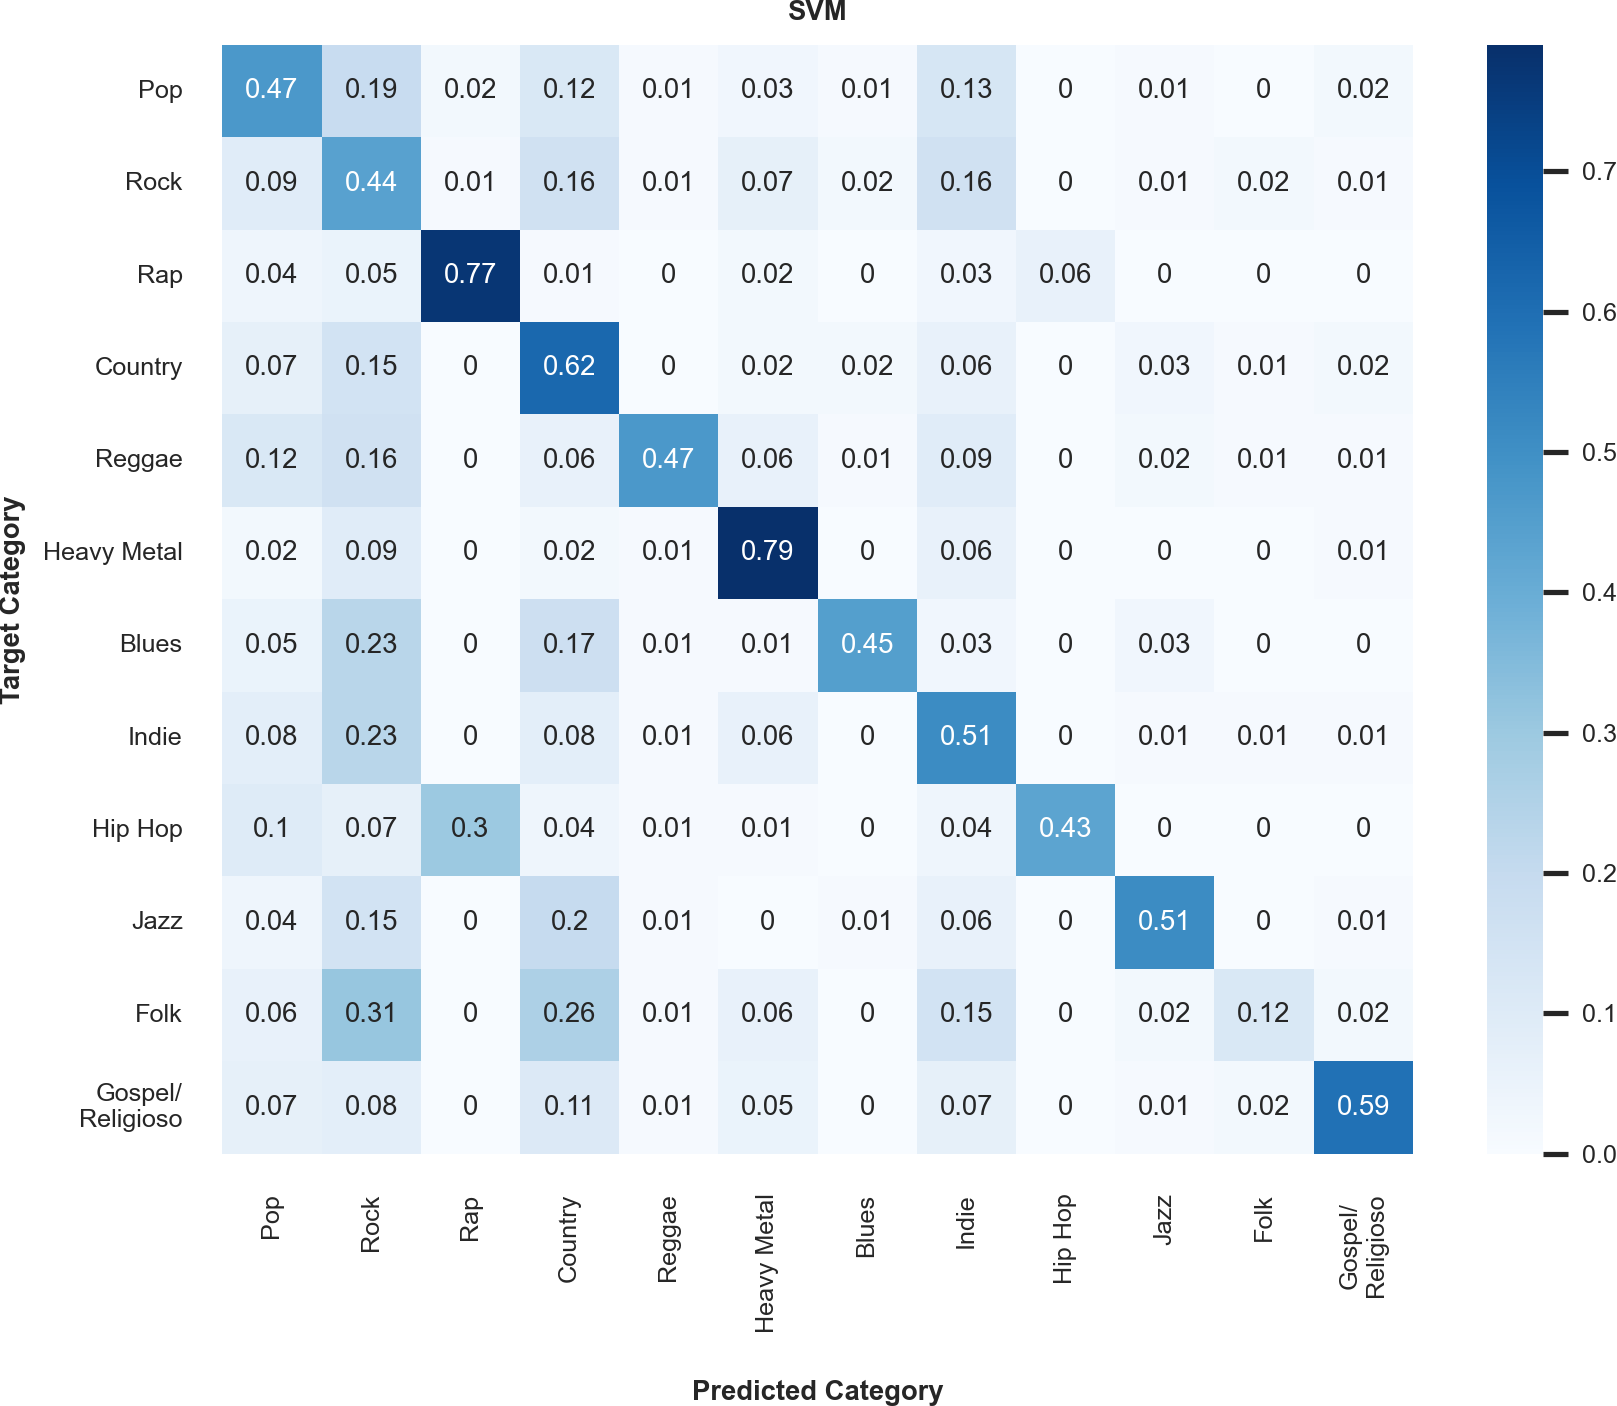 SVM
Pop 0.47 0.19 0.02 0.12 0.01 0.03 0.01 0.13 0 0.01 0 0.02
Rock 0.09 0.44 0.01 0.16 0.01 0.07 0.02 0.16 0 0.01 0.02 0.01
Rap 0.04 0.05 0.77 0.01 0 0.02 0 0.03 0.06 0 0 0
Country 0.07 0.15 0 0.62 0 0.02 0.02 0.06 0 0.03 0.01 0.02
Reggae 0.12 0.16 0 0.06 0.47 0.06 0.01 0.09 0 0.02 0.01 0.01
Heavy Metal 0.02 0.09 0 0.02 0.01 0.79 0 0.06 0 0 0 0.01
Blues 0.05 0.23 0 0.17 0.01 0.01 0.45 0.03 0 0.03 0 0
Indie 0.08 0.23 0 0.08 0.01 0.06 0 0.51 0 0.01 0.01 0.01
Hip Hop 0.1 0.07 0.3 0.04 0.01 0.01 0 0.04 0.43 0 0 0
Jazz 0.04 0.15 0 0.2 0.01 0 0.01 0.06 0 0.51 0 0.01
Folk 0.06 0.31 0 0.26 0.01 0.06 0 0.15 0 0.02 0.12 0.02
Gospel/
Religioso 0.07 0.08 0 0.11 0.01 0.05 0 0.07 0 0.01 0.02 0.59
Target Category
Pop
Rock
Rap
Country
Reggae
Heavy Metal
Blues
Indie
Hip Hop
Jazz
Folk
Gospel/
Religioso
Predicted Category
0.7
0.6
0.5
0.4
0.3
0.2
0.1
0.0